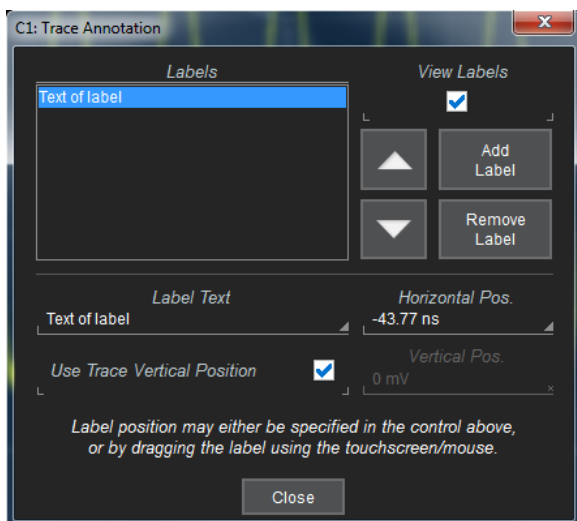 C1: Trace Annotation
x
Labels
View Labels
Text of label
Add
Label
Remove
Label
Label Text
Horizontal Pos.
Text of label
-43.77 ns
Use Trace Vertical Position
Vertical Pos.
0 mV
x
Label position may either be specified in the control above,
or by dragging the label using the touchscreen/mouse.
Close